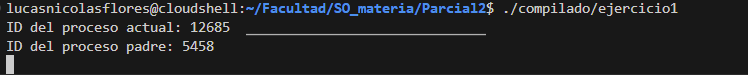 lucasnicolasflores@cloudshell:~/Facultad/SO_materia/Parcial2$ ./compilado/ejercicio1
ID del proceso actual: 12685
ID del proceso padre: 5458